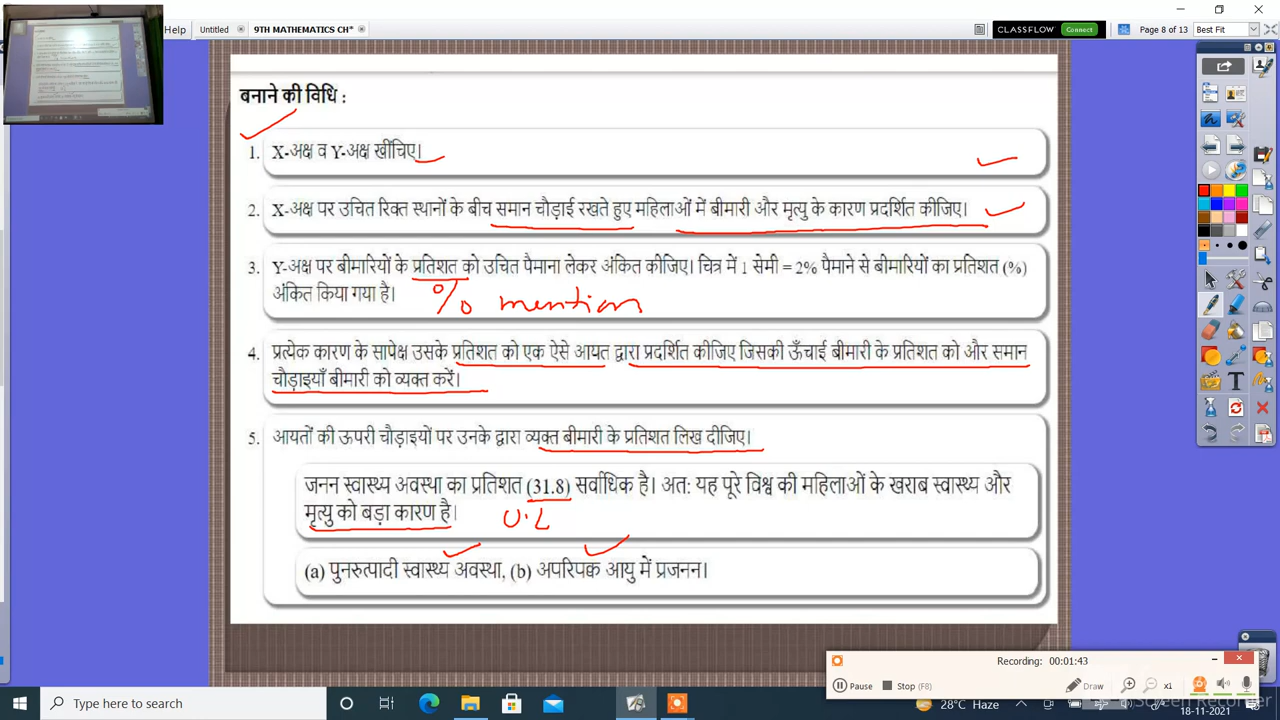 Help Untitled 9TH MATHEMATICS CH* CLASSFLOW Connect Page 8 of 13 Best Fit
बनाने की विधि :
1. X-अक्ष व Y-अक्ष खींचिए।
2. X-अक्ष पर उचित रिक्त स्थानों के बीच समान चौड़ाई रखते हुए महिलाओं में बीमारी और मृत्यु के कारण प्रदर्शित कीजिए।
3. Y-अक्ष पर बीमारियों के प्रतिशत को उचित पैमाना लेकर अंकित कीजिए। चित्र में 1 सेमी = 2% पैमाने से बीमारियों का प्रतिशत (%)
अंकित किया गया है।
% mention
4. प्रत्येक कारण के सापेक्ष उसके प्रतिशत को एक ऐसे आयत द्वारा प्रदर्शित कीजिए जिसकी ऊँचाई बीमारी के प्रतिशत को और समान
चौड़ाइयाँ बीमारी को व्यक्त करें।
5. आयतों की ऊपरी चौड़ाइयों पर उनके द्वारा व्यक्त बीमारी के प्रतिशत लिख दीजिए।
जनन स्वास्थ्य अवस्था का प्रतिशत (31.8) सर्वाधिक है। अत: यह पूरे विश्व की महिलाओं के खराब स्वास्थ्य और
मृत्यु को बड़ा कारण है।
0.2
(a) पुनरुत्पादी स्वास्थ्य अवस्था, (b) अपरिपक्व आयु में प्रजनन।
Recording: 00:01:43
Pause Stop (F8) Draw x1
Type here to search
28°C Haze
18-11-2021
Screen Recorder